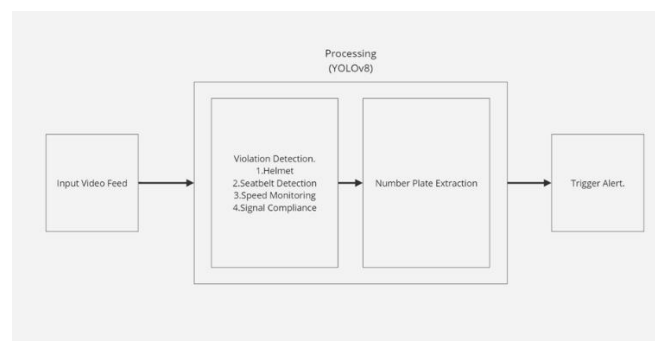 Processing
(YOLOv8)
Input Video Feed
Violation Detection.
1.Helmet
2.Seatbelt Detection
3.Speed Monitoring
4.Signal Compliance
Number Plate Extraction
Trigger Alert.